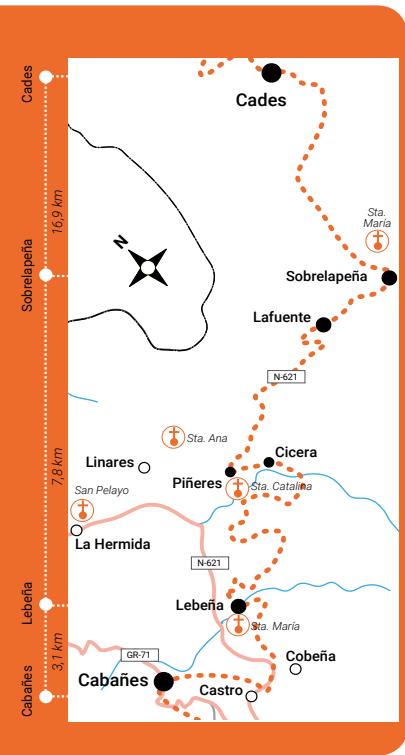 Cades
16,9 km
Sobrelapeña
7,8 km
Lebeña
3,1 km
Cabañes
Cades
N
Sta.
María
Sobrelapeña
Lafuente
N-621
Sta. Ana
Cicera
Linares
Piñeres
Sta. Catalina
San Pelayo
La Hermida
N-621
Lebeña
Sta. María
GR-71
Cobeña
Cabañes
Castro